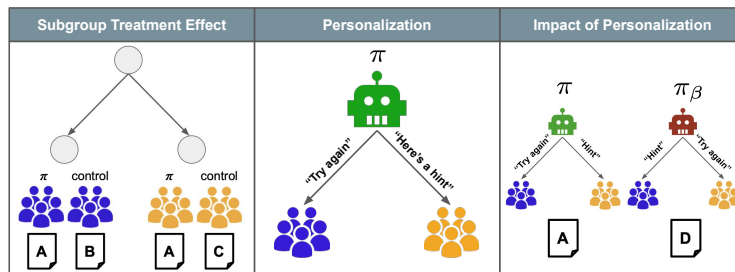 Subgroup Treatment Effect
π control π control
A B A C
Personalization
π
“Try again” “Here's a hint”
Impact of Personalization
π πβ
“Try again” “Hint” “Hint” “Try again”
A D